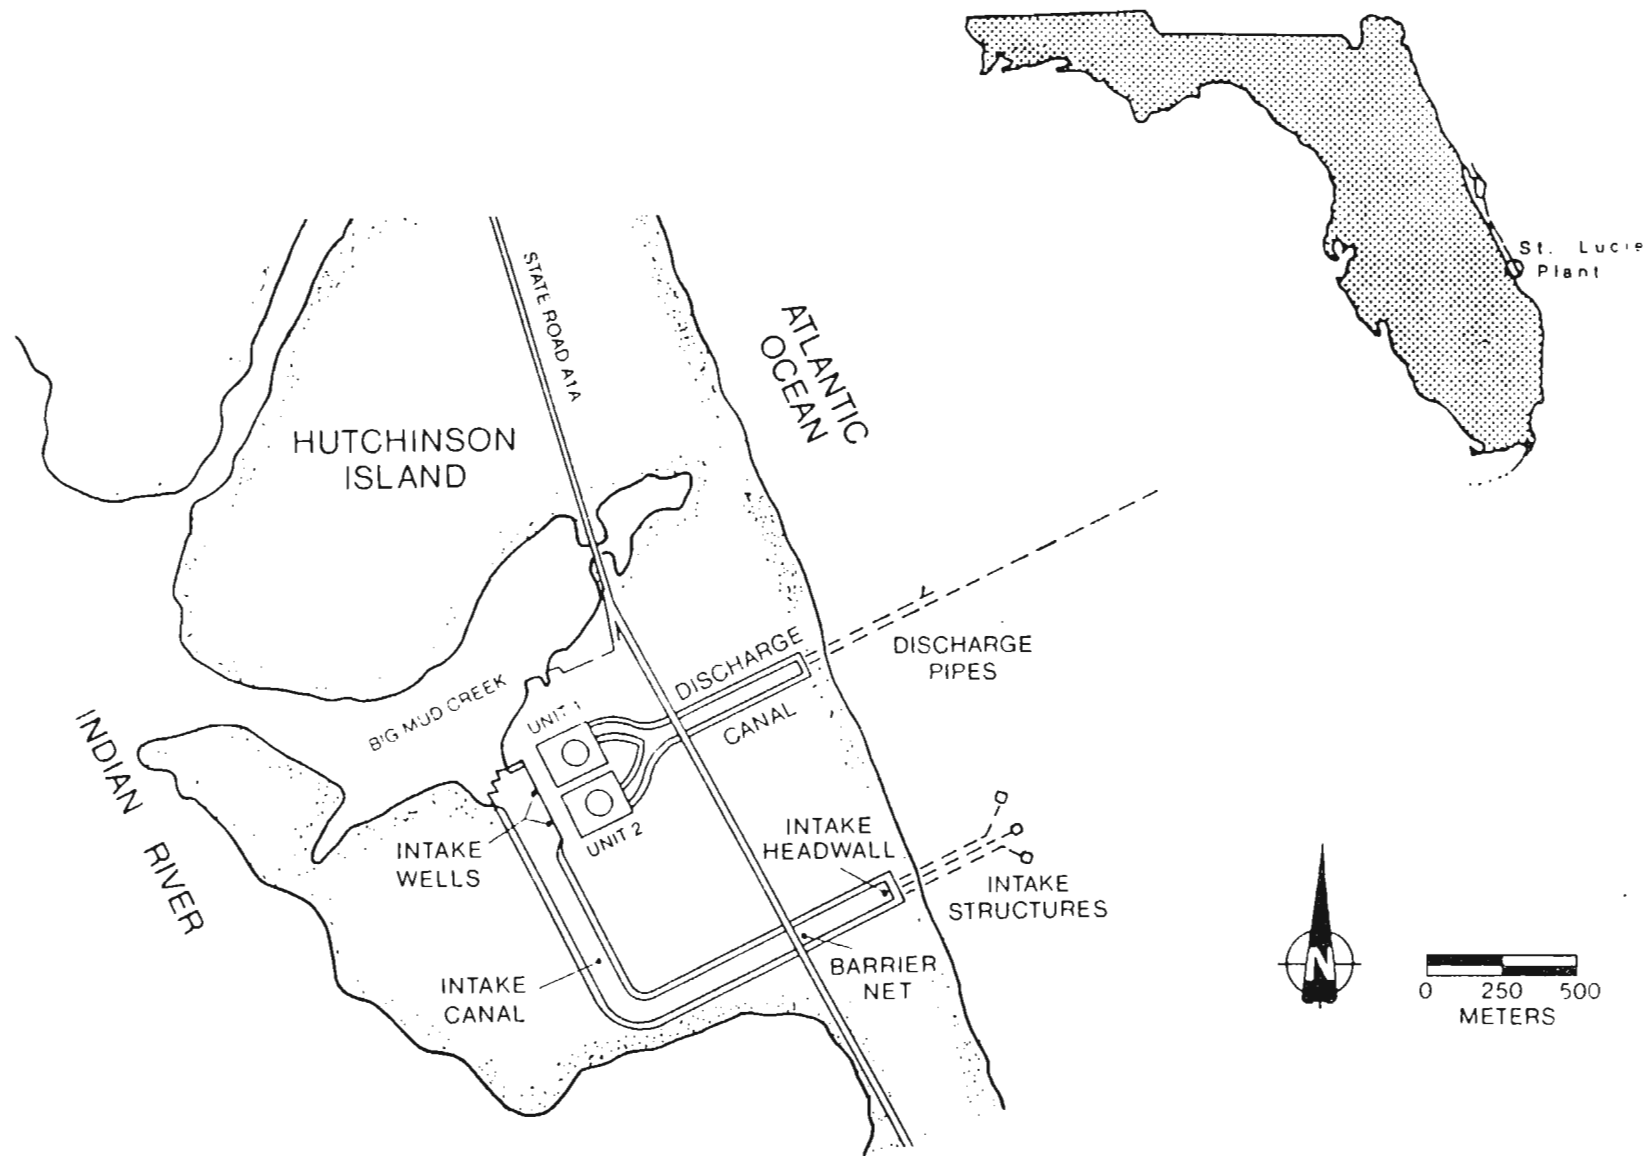 St. Lucie
Plant
STATE ROAD A1A
ATLANTIC
OCEAN
HUTCHINSON
ISLAND
DISCHARGE
PIPES
DISCHARGE
CANAL
BIG MUD CREEK
UNIT 1
UNIT 2
INDIAN RIVER
INTAKE
WELLS
INTAKE
HEADWALL
INTAKE
STRUCTURES
BARRIER
NET
INTAKE
CANAL
N
0 250 500
METERS